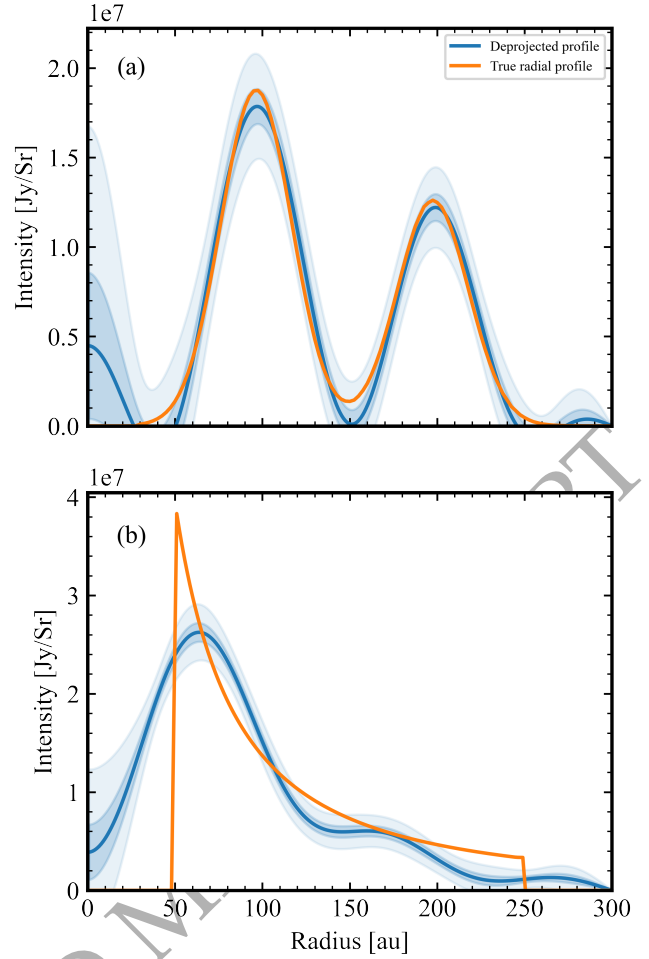 1e7
(a)
Deprojected profile
True radial profile
2.0
1.5
1.0
0.5
0.0
Intensity [Jy/Sr]
1e7
(b)
4
3
2
1
0
Intensity [Jy/Sr]
0 50 100 150 200 250 300
Radius [au]